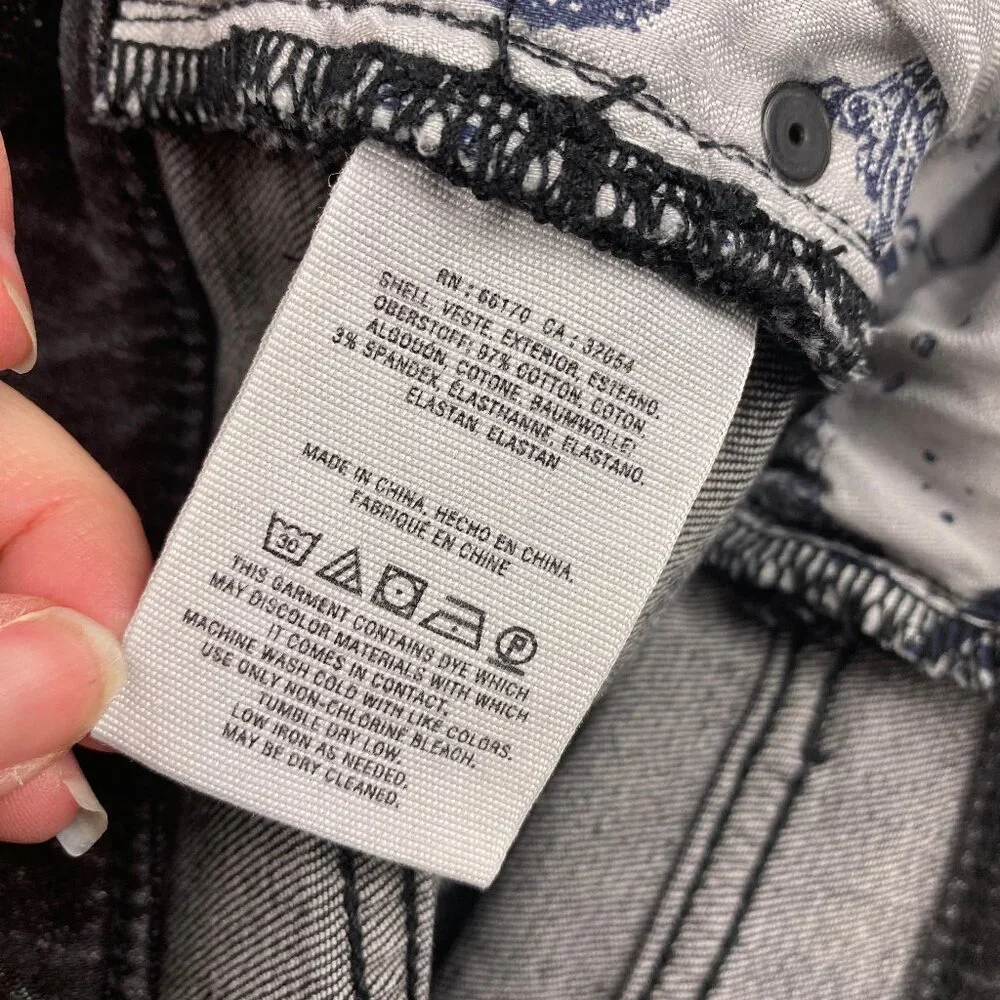 RN : 66170 CA : 32054
SHELL, VESTE, EXTERIOR, ESTERNO,
OBERSTOFF: 97% COTTON, COTON,
ALGODÓN, COTONE, BAUMWOLLE/
3% SPANDEX, ÉLASTHANNE, ELASTANO,
ELASTAN, ELASTAN
MADE IN CHINA, HECHO EN CHINA,
FABRIQUÉ EN CHINE
30 P
THIS GARMENT CONTAINS DYE WHICH
MAY DISCOLOR MATERIALS WITH WHICH
IT COMES IN CONTACT.
MACHINE WASH COLD WITH LIKE COLORS.
USE ONLY NON-CHLORINE BLEACH.
TUMBLE DRY LOW.
LOW IRON AS NEEDED.
MAY BE DRY CLEANED.